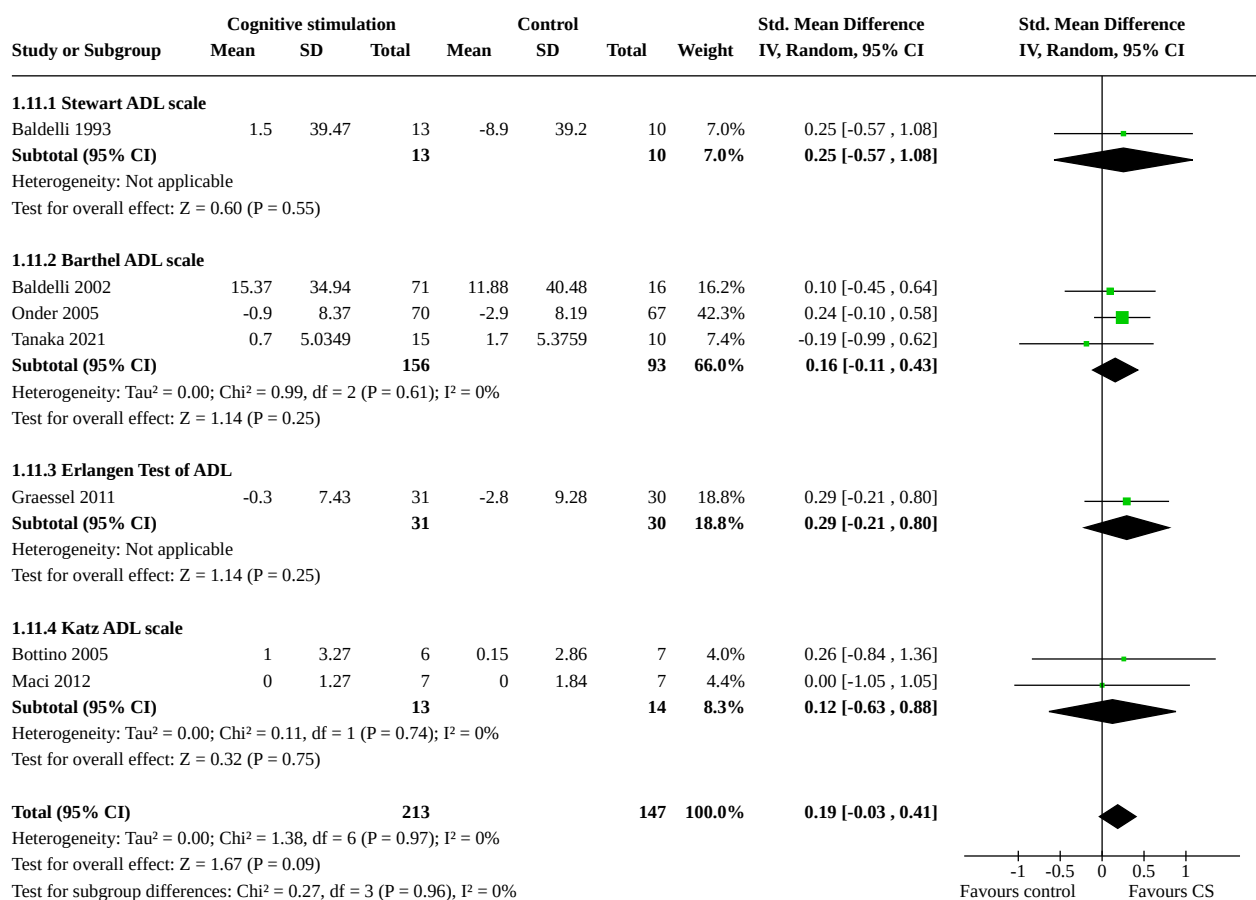 Cognitive stimulation Control Std. Mean Difference Std. Mean Difference
Study or Subgroup Mean SD Total Mean SD Total Weight IV, Random, 95% CI IV, Random, 95% CI
1.11.1 Stewart ADL scale
Baldelli 1993 1.5 39.47 13 -8.9 39.2 10 7.0% 0.25 [-0.57 , 1.08]
Subtotal (95% CI) 13 10 7.0% 0.25 [-0.57 , 1.08]
Heterogeneity: Not applicable
Test for overall effect: Z = 0.60 (P = 0.55)
1.11.2 Barthel ADL scale
Baldelli 2002 15.37 34.94 71 11.88 40.48 16 16.2% 0.10 [-0.45 , 0.64]
Onder 2005 -0.9 8.37 70 -2.9 8.19 67 42.3% 0.24 [-0.10 , 0.58]
Tanaka 2021 0.7 5.0349 15 1.7 5.3759 10 7.4% -0.19 [-0.99 , 0.62]
Subtotal (95% CI) 156 93 66.0% 0.16 [-0.11 , 0.43]
Heterogeneity: Tau² = 0.00; Chi² = 0.99, df = 2 (P = 0.61); I² = 0%
Test for overall effect: Z = 1.14 (P = 0.25)
1.11.3 Erlangen Test of ADL
Graessel 2011 -0.3 7.43 31 -2.8 9.28 30 18.8% 0.29 [-0.21 , 0.80]
Subtotal (95% CI) 31 30 18.8% 0.29 [-0.21 , 0.80]
Heterogeneity: Not applicable
Test for overall effect: Z = 1.14 (P = 0.25)
1.11.4 Katz ADL scale
Bottino 2005 1 3.27 6 0.15 2.86 7 4.0% 0.26 [-0.84 , 1.36]
Maci 2012 0 1.27 7 0 1.84 7 4.4% 0.00 [-1.05 , 1.05]
Subtotal (95% CI) 13 14 8.3% 0.12 [-0.63 , 0.88]
Heterogeneity: Tau² = 0.00; Chi² = 0.11, df = 1 (P = 0.74); I² = 0%
Test for overall effect: Z = 0.32 (P = 0.75)
Total (95% CI) 213 147 100.0% 0.19 [-0.03 , 0.41]
Heterogeneity: Tau² = 0.00; Chi² = 1.38, df = 6 (P = 0.97); I² = 0%
Test for overall effect: Z = 1.67 (P = 0.09)
-1 -0.5 0 0.5 1
Test for subgroup differences: Chi² = 0.27, df = 3 (P = 0.96), I² = 0%
Favours control Favours CS